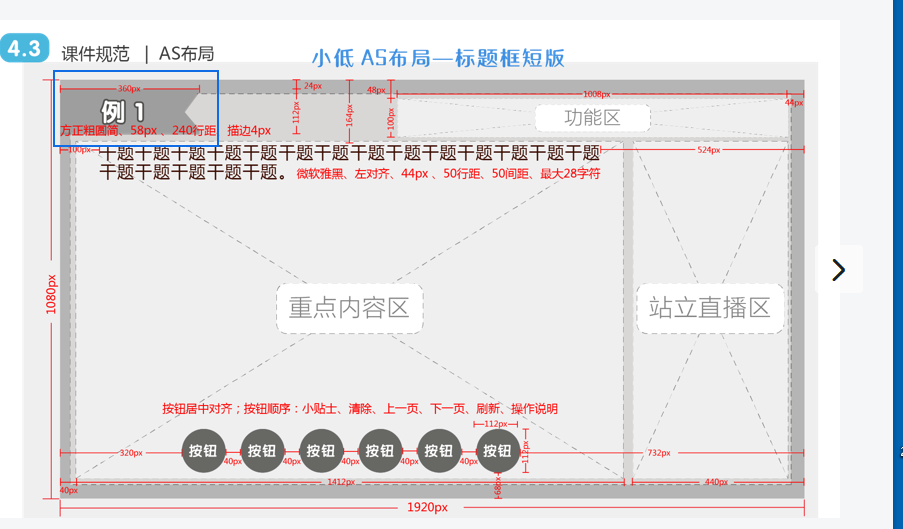 4.3
课件规范 | AS布局
小低 AS布局—标题框短版
360px
24px
48px
1008px
44px
例 1
112px
164px
100px
功能区
方正粗圆简、58px 、240行距 描边4px
100px
干题干题干题干题干题干题干题干题干题干题干题干题干题干题干题
524px
干题干题干题干题干题。
微软雅黑、左对齐、44px 、50行距、50间距、最大28字符
1080px
重点内容区
站立直播区
按钮居中对齐；按钮顺序：小贴士、清除、上一页、下一页、刷新、操作说明
112px
320px
按钮
40px
按钮
40px
按钮
40px
按钮
40px
按钮
40px
按钮
112px
732px
40px
1412px
68px
440px
1920px